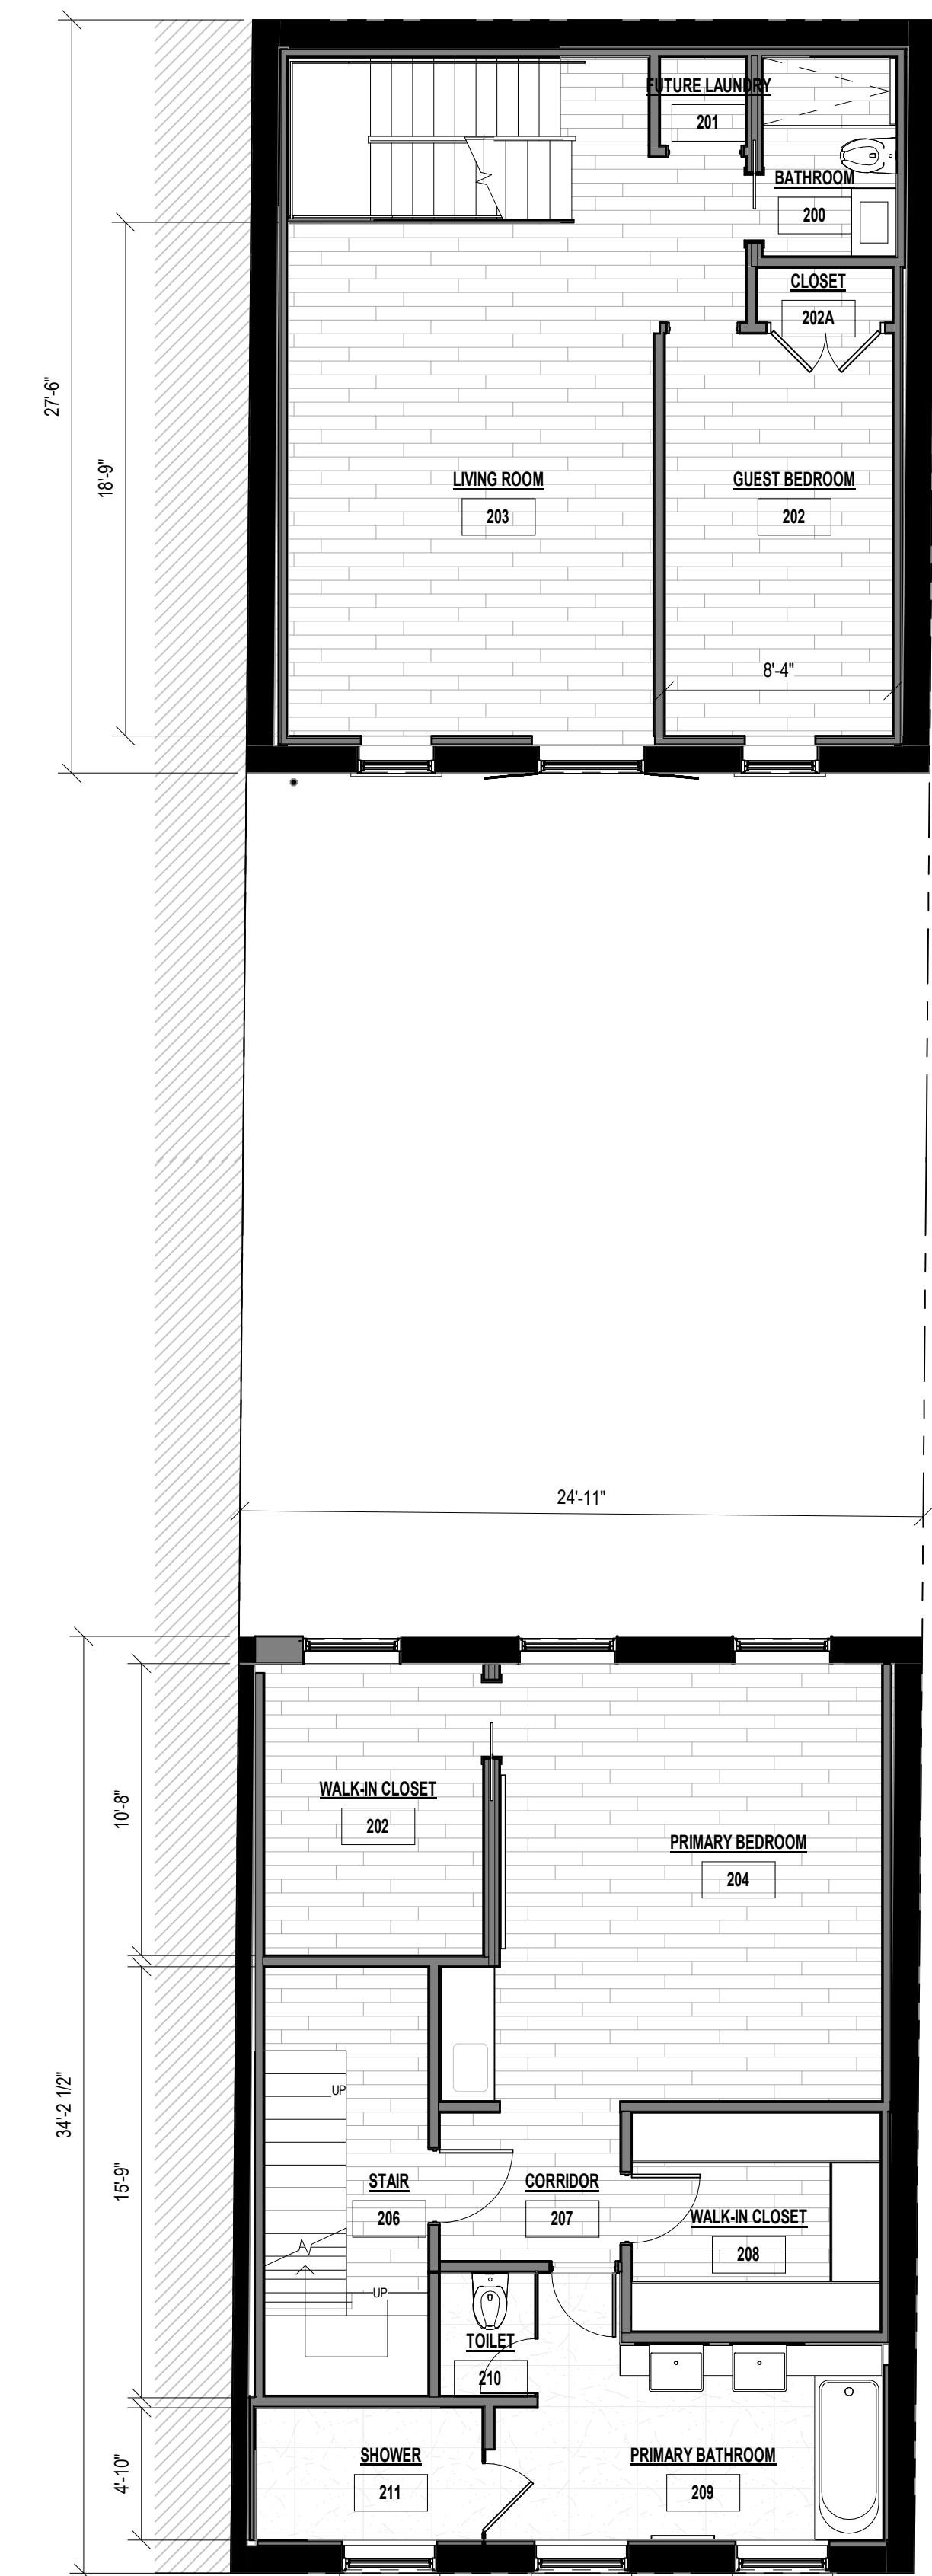 FUTURE LAUNDRY
201
BATHROOM
200
CLOSET
202A
27'-6"
18'-9"
LIVING ROOM
203
GUEST BEDROOM
202
8'-4"
24'-11"
WALK-IN CLOSET
202
10'-8"
PRIMARY BEDROOM
204
34'-2 1/2"
UP
15'-9"
STAIR
206
CORRIDOR
207
WALK-IN CLOSET
208
UP
TOILET
210
4'-10"
SHOWER
211
PRIMARY BATHROOM
209